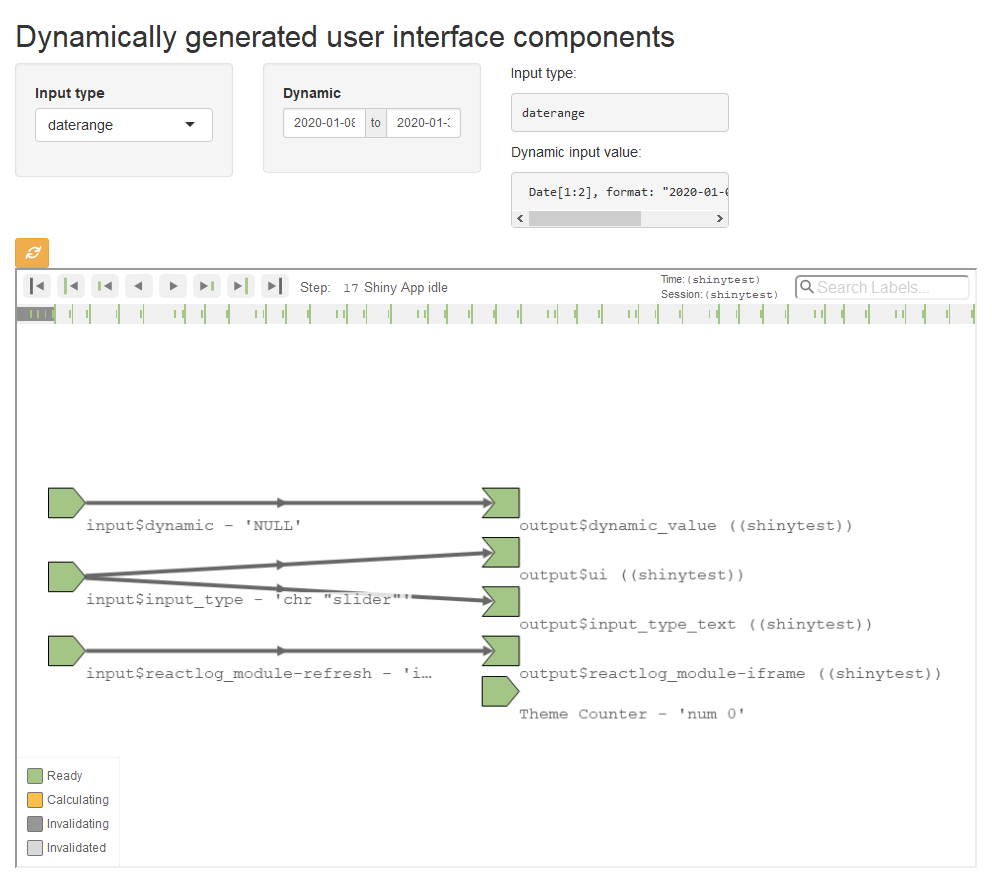 Dynamically generated user interface components
Input type
daterange
Dynamic
2020-01-08 to 2020-01-3
Input type:
daterange
Dynamic input value:
Date[1:2], format: "2020-01-0
Step: 17 Shiny App idle
Time: (shinytest)
Session: (shinytest)
Search Labels...
input$dynamic - 'NULL'
output$dynamic_value ((shinytest))
output$ui ((shinytest))
input$input_type - 'chr "slider"'
output$input_type_text ((shinytest))
input$reactlog_module-refresh - 'i…
output$reactlog_module-iframe ((shinytest))
Theme Counter - 'num 0'
Ready
Calculating
Invalidating
Invalidated